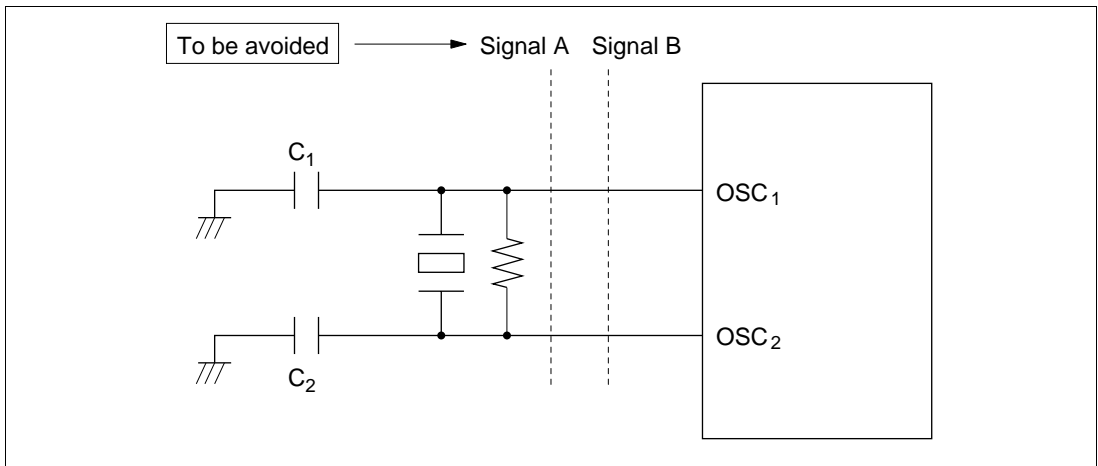 To be avoided
Signal A Signal B
C1
OSC1
OSC2
C2